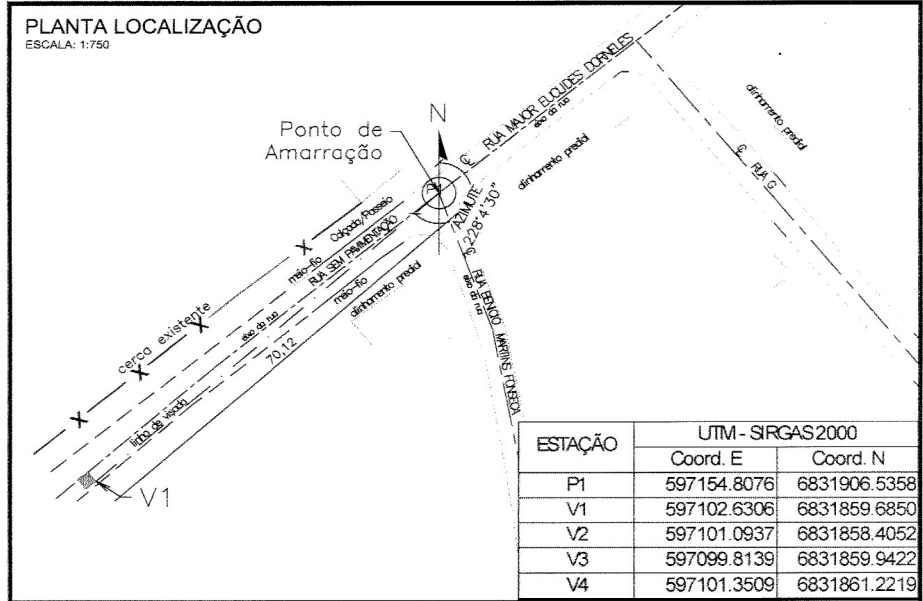 PLANTA LOCALIZAÇÃO
ESCALA: 1:750
N
Ponto de
Amarração
RUA MAJOR EUCLIDES DORNELES
eixo da rua
alinhamento predial
alinhamento predial
RUA G
AZIMUTE
228°4'30"
Calçada/Passeio
meio-fio
RUA SEM PAVIMENTAÇÃO
meio-fio
alinhamento predial
eixo da rua
RUA BENICIO MARTINS FONSECA
eixo da rua
cerca existente
70,12
linha de visada
V1
ESTAÇÃO UTM - SIRGAS2000
Coord. E Coord. N
P1 597154.8076 6831906.5358
V1 597102.6306 6831859.6850
V2 597101.0937 6831858.4052
V3 597099.8139 6831859.9422
V4 597101.3509 6831861.2219